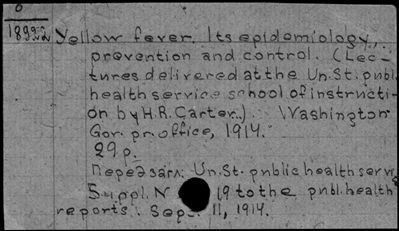 0
18922
Yellow fever. Its epidemiology,
prevention and control. (Lec-
tures delivered at the Un. St. publ.
health service school of instructi-
on by H.R. Carter.). Washington
Gov. pr. office, 1914.
29 p.
Un. St. public health serv.
Suppl. N 19 to the publ. health
reports. Sep. 11, 1914.